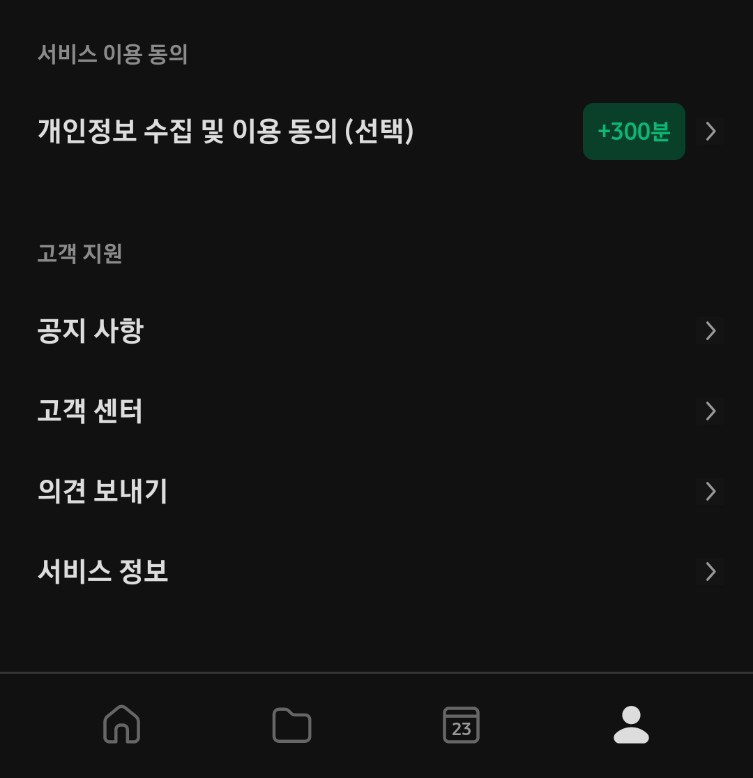 서비스 이용 동의
개인정보 수집 및 이용 동의 (선택)
+300분
고객 지원
공지 사항
고객 센터
의견 보내기
서비스 정보
23